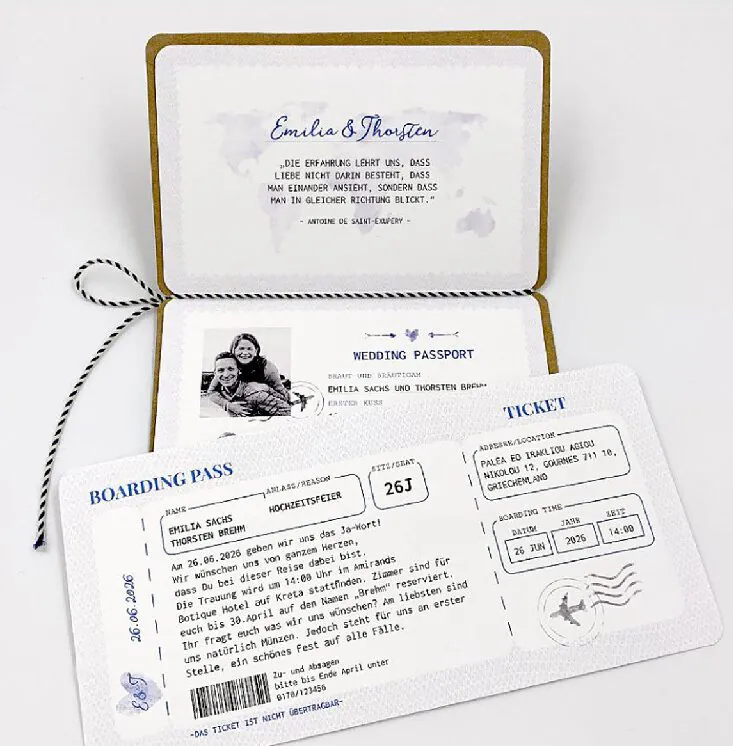 Emilia & Thorsten
„DIE ERFAHRUNG LEHRT UNS, DASS
LIEBE NICHT DARIN BESTEHT, DASS
MAN EINANDER ANSIEHT, SONDERN DASS
MAN IN GLEICHER RICHTUNG BLICKT.“
- ANTOINE DE SAINT-EXUPERY -
WEDDING PASSPORT
BRAUT UND BRÄUTIGAM
EMILIA SACHS UND THORSTEN BREHM
ERSTER KUSS
BOARDING PASS
NAME
EMILIA SACHS
THORSTEN BREHM
ANLASS/REASON
HOCHZEITSFEIER
SITZ/SEAT
26J
Am 26.06.2026 geben wir uns das Ja-Wort!
Wir wünschen uns von ganzem Herzen,
dass Du bei dieser Reise dabei bist.
Die Trauung wird um 14:00 Uhr im Amirands
Botique Hotel auf Kreta stattfinden. Zimmer sind für
euch bis 30.April auf den Namen „Brehm“ reserviert.
Ihr fragt euch was wir uns wünschen? Am liebsten sind
uns natürlich Münzen. Jedoch steht für uns an erster
Stelle, ein schönes Fest auf alle Fälle.
Zu- und Absagen
bitte bis Ende April unter
0170/123456
-DAS TICKET IST NICHT ÜBERTRAGBAR-
26.06.2026
E&T
TICKET
ADRESSE/LOCATION
PALÉA EO IRAKLIOU AGIOU
NIKOLOU 12, GOURNES 711 10,
GRIECHENLAND
BOARDING TIME
DATUM
JAHR
ZEIT
26 JUN
2026
14:00